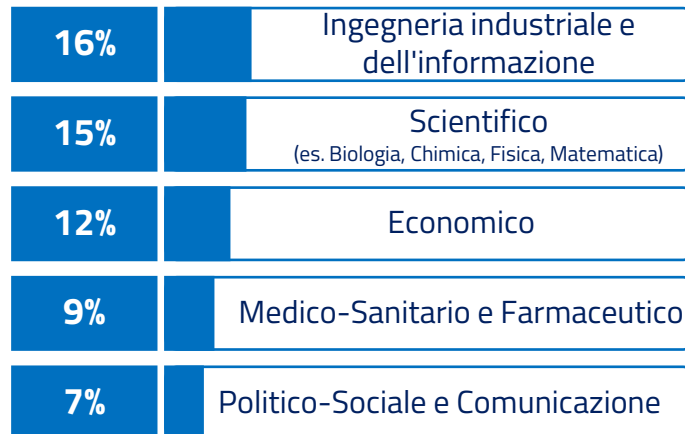 16%
Ingegneria industriale e
dell'informazione
15%
Scientifico
(es. Biologia, Chimica, Fisica, Matematica)
12%
Economico
9%
Medico-Sanitario e Farmaceutico
7%
Politico-Sociale e Comunicazione